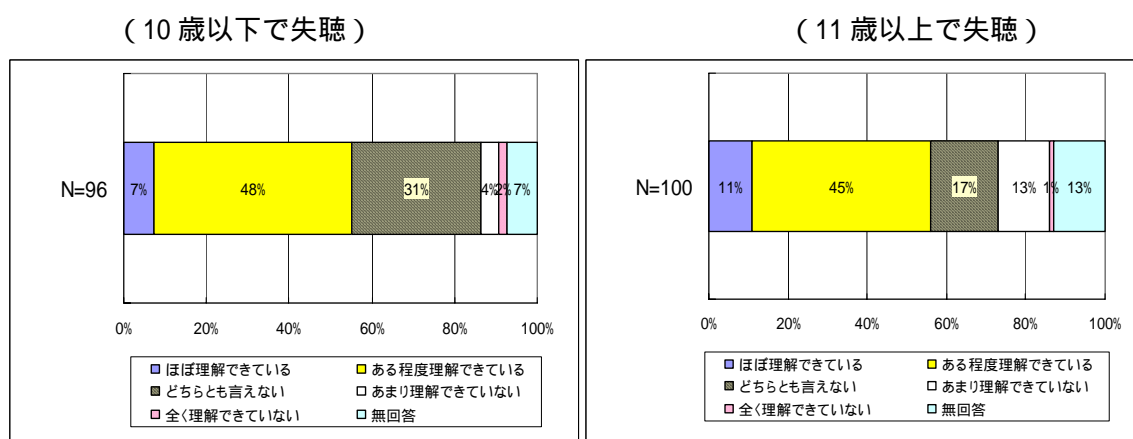 (10 歳以下で失聴)
N=96
7%
48%
31%
4%
2%
7%
0%
20%
40%
60%
80%
100%
ほぼ理解できている
ある程度理解できている
どちらとも言えない
あまり理解できていない
全く理解できていない
無回答
(11 歳以上で失聴)
N=100
11%
45%
17%
13%
1%
13%
0%
20%
40%
60%
80%
100%
ほぼ理解できている
ある程度理解できている
どちらとも言えない
あまり理解できていない
全く理解できていない
無回答